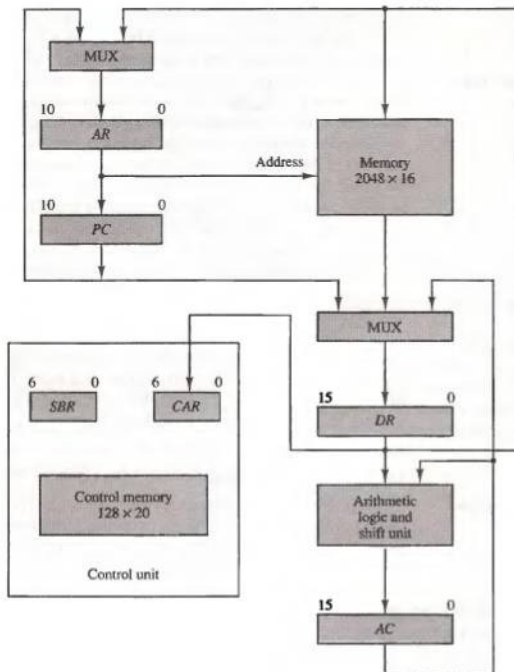 MUX
10 0
AR
Address
Memory
2048 × 16
10 0
PC
MUX
6 0 6 0
SBR CAR
15 0
DR
Control memory
128 × 20
Arithmetic
logic and
shift unit
Control unit
15 0
AC